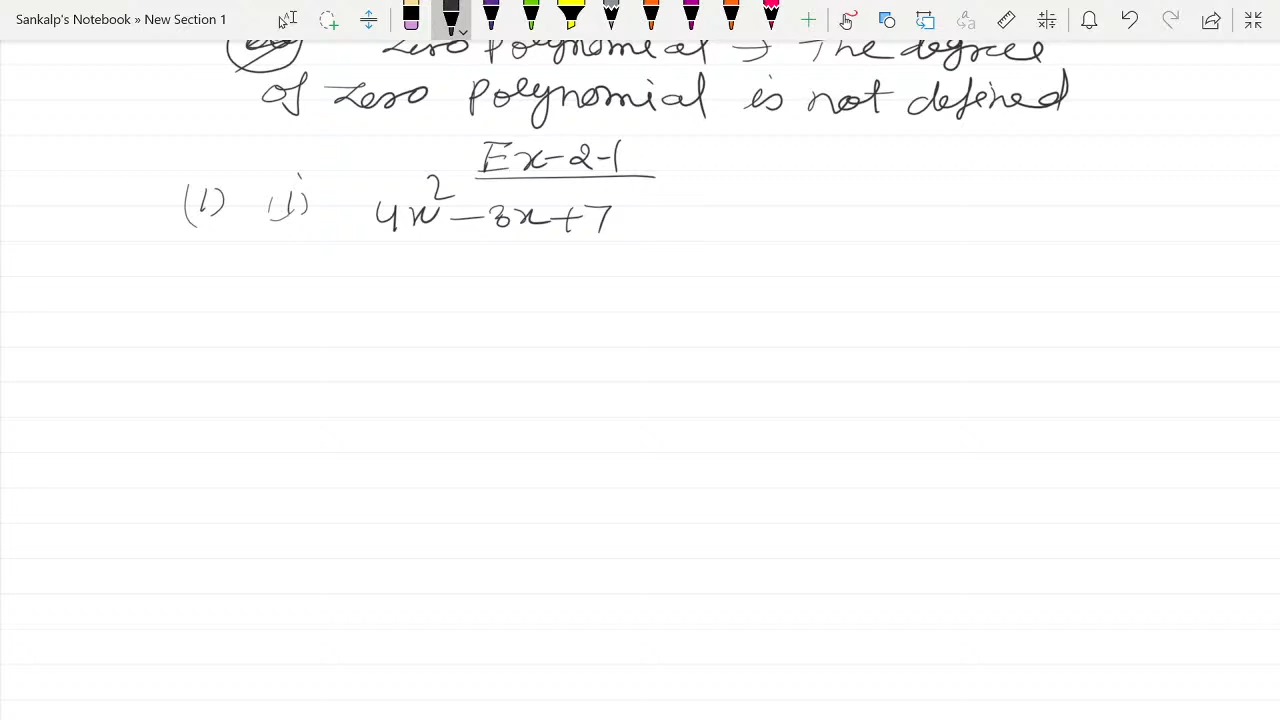 Sankalp's Notebook » New Section 1
Zero Polynomial → The degree
of Zero Polynomial is not defined
Ex-2-1
(1) (i) 4x² - 3x + 7